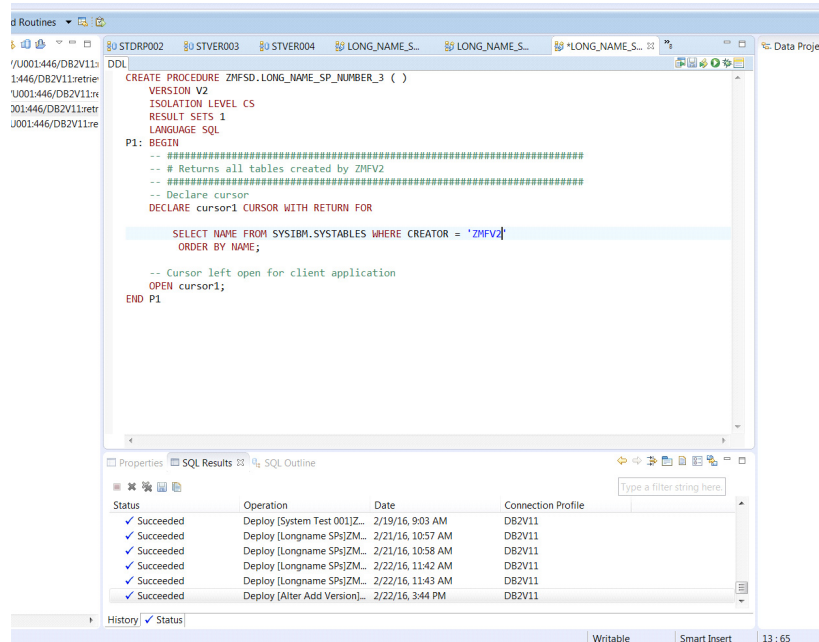 d Routines
STDRP002 STVER003 STVER004 LONG_NAME_S... LONG_NAME_S... *LONG_NAME_S... Data Proje
/U001:446/DB2V11:
1:446/DB2V11:retrie
U001:446/DB2V11:re
001:446/DB2V11:retr
U001:446/DB2V11:re
DDL
CREATE PROCEDURE ZMFSD.LONG_NAME_SP_NUMBER_3 ( )
VERSION V2
ISOLATION LEVEL CS
RESULT SETS 1
LANGUAGE SQL
P1: BEGIN
-- #######################################################################
-- # Returns all tables created by ZMFV2
-- #######################################################################
-- Declare cursor
DECLARE cursor1 CURSOR WITH RETURN FOR
SELECT NAME FROM SYSIBM.SYSTABLES WHERE CREATOR = 'ZMFV2'
ORDER BY NAME;
-- Cursor left open for client application
OPEN cursor1;
END P1
Properties SQL Results SQL Outline
Type a filter string here.
Status Operation Date Connection Profile
Succeeded Deploy [System Test 001]Z... 2/19/16, 9:03 AM DB2V11
Succeeded Deploy [Longname SPs]ZM... 2/21/16, 10:57 AM DB2V11
Succeeded Deploy [Longname SPs]ZM... 2/21/16, 10:58 AM DB2V11
Succeeded Deploy [Longname SPs]ZM... 2/22/16, 11:42 AM DB2V11
Succeeded Deploy [Longname SPs]ZM... 2/22/16, 11:43 AM DB2V11
Succeeded Deploy [Alter Add Version]... 2/22/16, 3:44 PM DB2V11
History Status
Writable Smart Insert 13 : 65